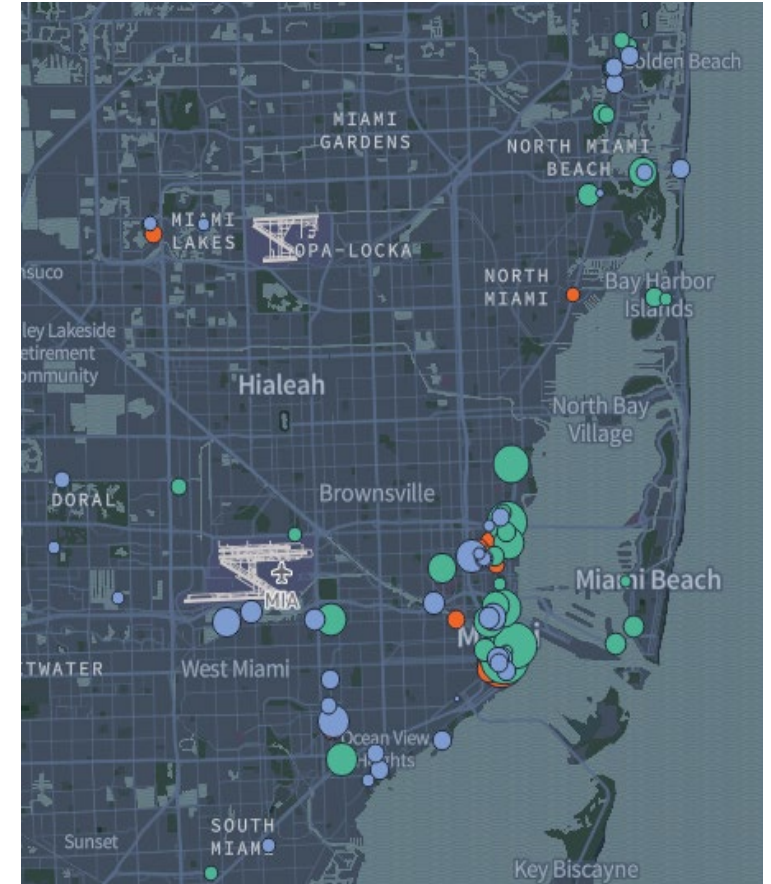 Golden Beach
MIAMI
GARDENS
NORTH MIAMI
BEACH
MIAMI
LAKES
OPA-LOCKA
nsuco
NORTH
MIAMI
Bay Harbor
Islands
ley Lakeside
etirement
ommunity
Hialeah
North Bay
Village
DORAL
Brownsville
MIA
Miami Beach
TWATER
West Miami
Ocean View
Heights
SOUTH
MIAMI
Sunset
Key Biscayne